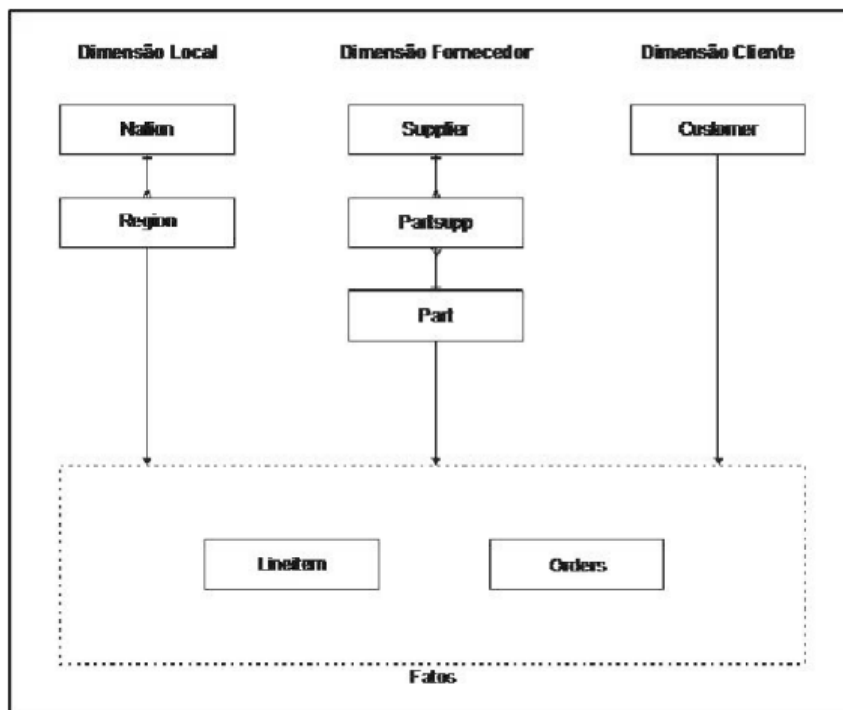 Dimensão Local
Dimensão Fornecedor
Dimensão Cliente
Nation
Supplier
Customer
Region
Partsupp
Part
Lineitem
Orders
Fatos